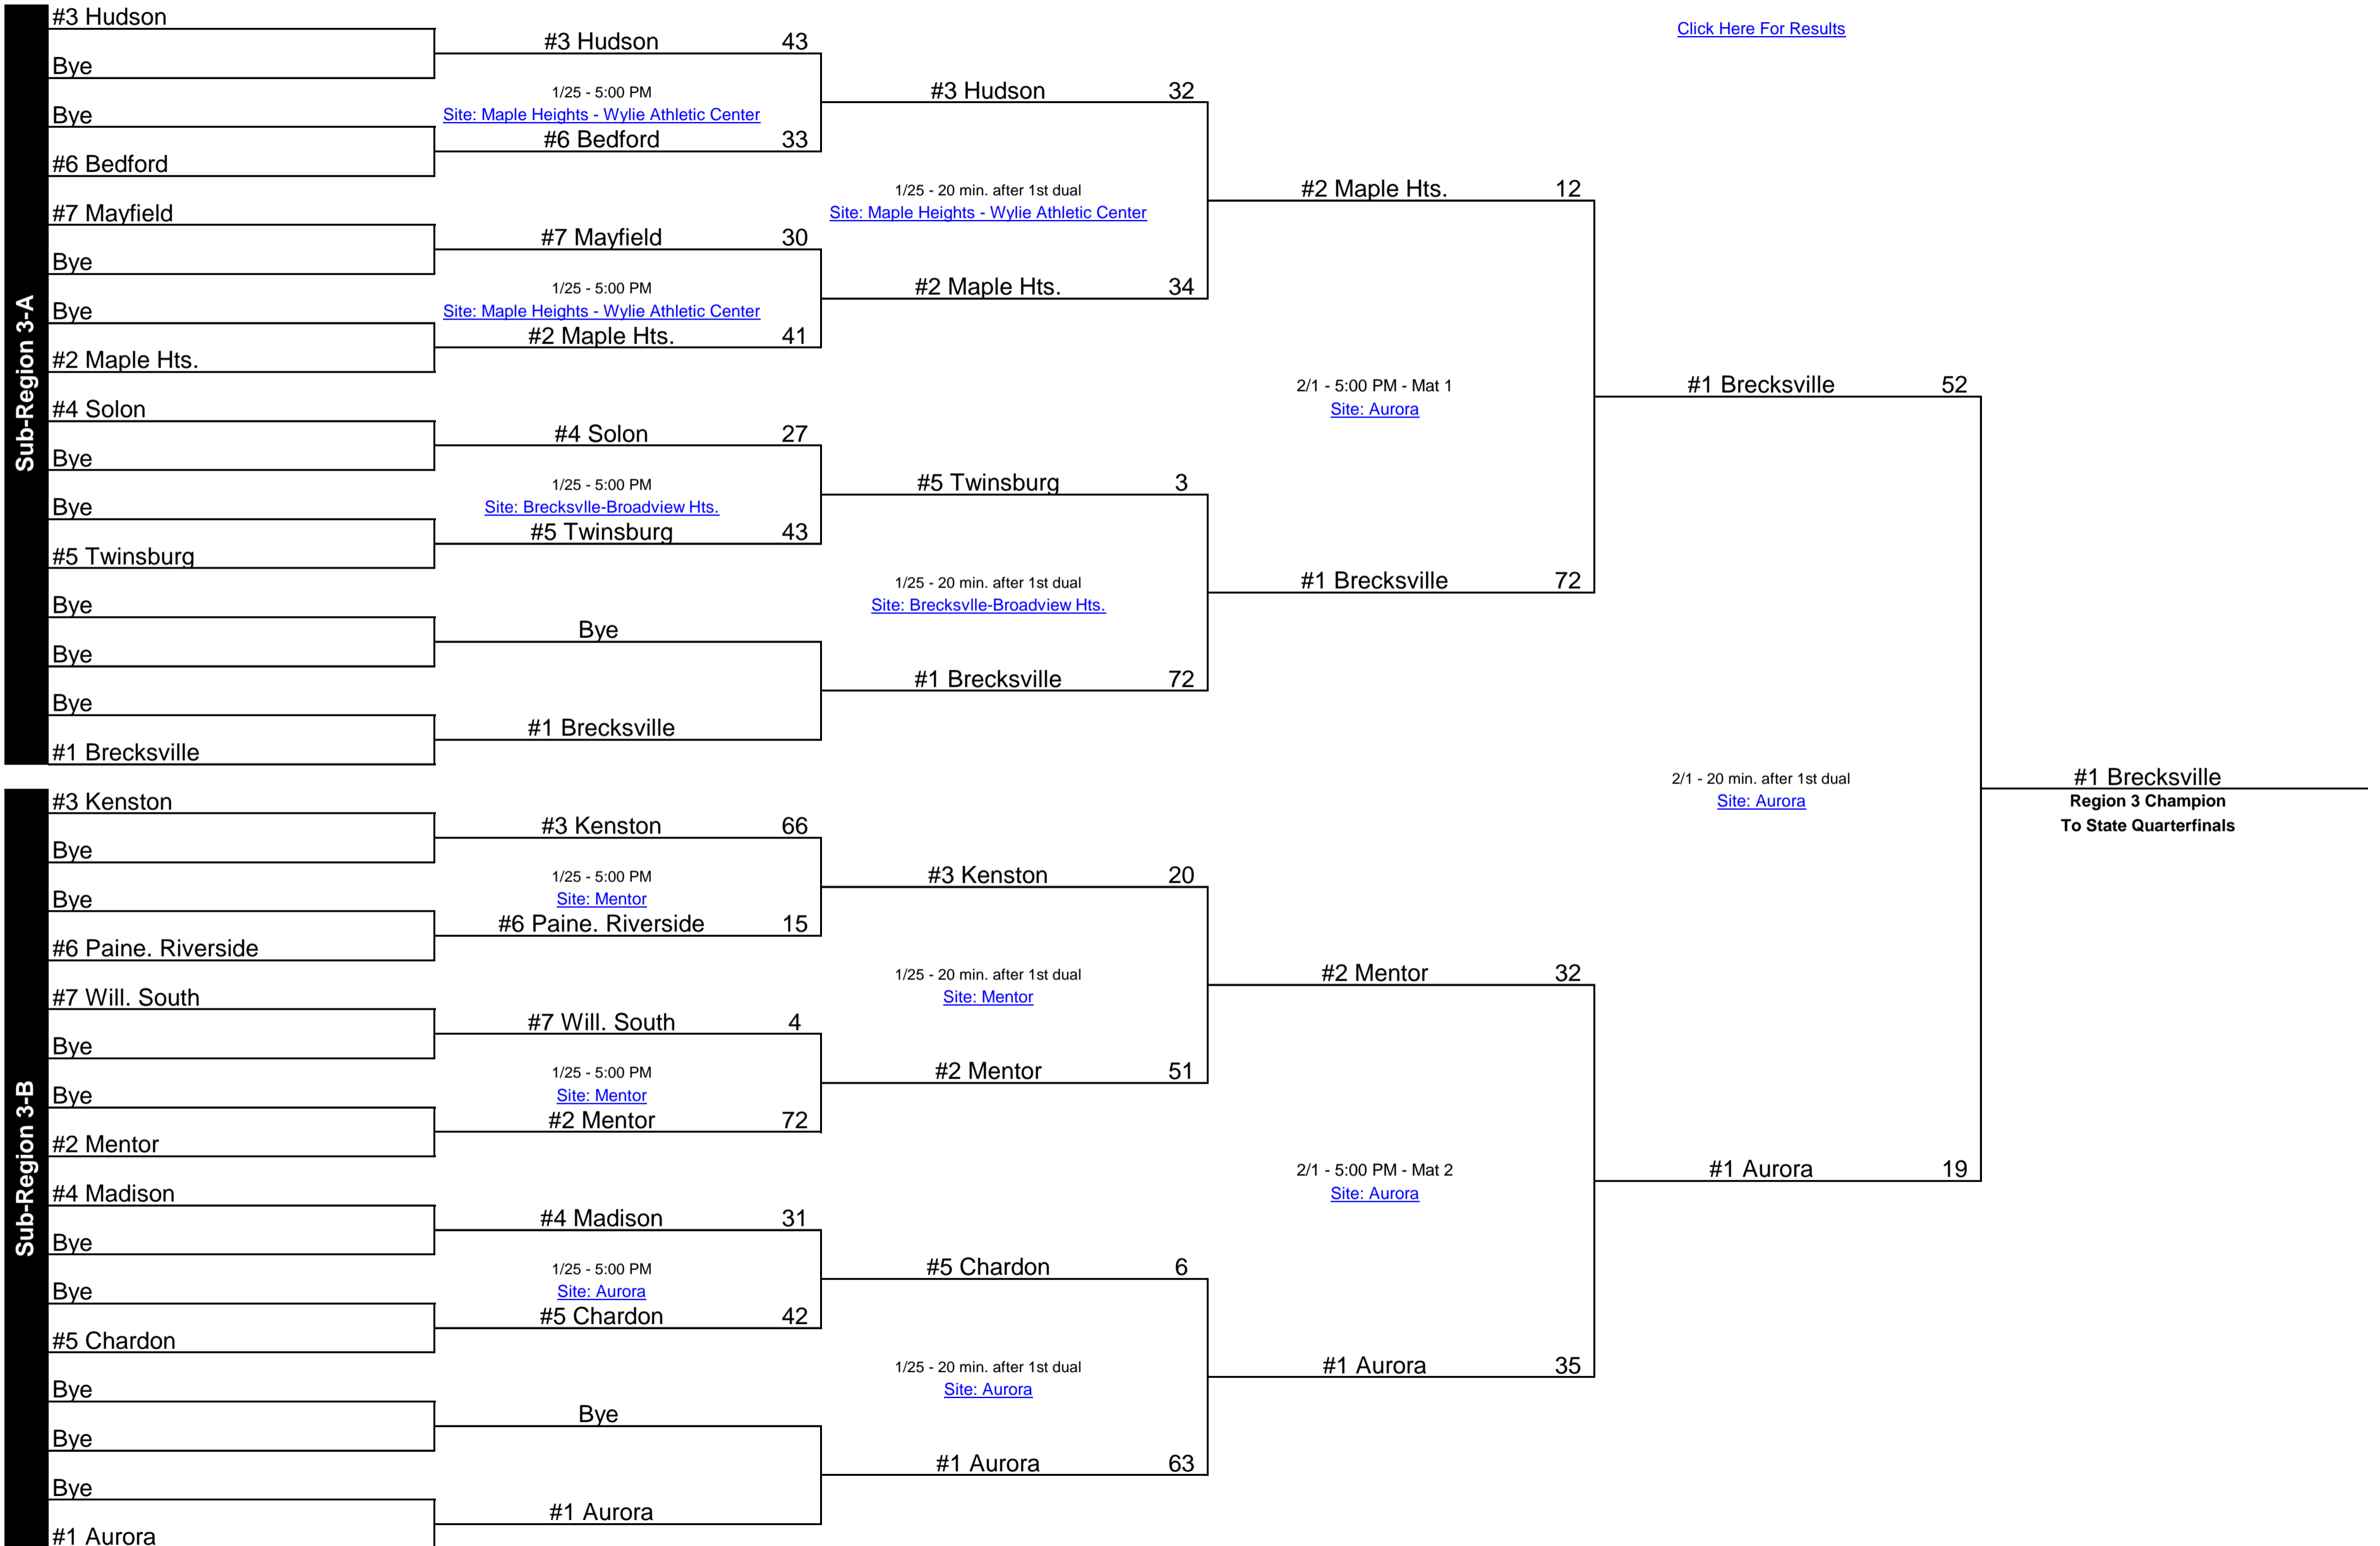 Sub-Region 3-A
#3 Hudson
Bye
Bye
#6 Bedford
#7 Mayfield
Bye
Bye
#2 Maple Hts.
#4 Solon
Bye
Bye
#5 Twinsburg
Bye
Bye
Bye
#1 Brecksville
Sub-Region 3-B
#3 Kenston
Bye
Bye
#6 Paine. Riverside
#7 Will. South
Bye
Bye
#2 Mentor
#4 Madison
Bye
Bye
#5 Chardon
Bye
Bye
Bye
#1 Aurora
#3 Hudson 43
1/25 - 5:00 PM
Site: Maple Heights - Wylie Athletic Center
#6 Bedford 33
#7 Mayfield 30
1/25 - 5:00 PM
Site: Maple Heights - Wylie Athletic Center
#2 Maple Hts. 41
#4 Solon 27
1/25 - 5:00 PM
Site: Brecksvlle-Broadview Hts.
#5 Twinsburg 43
Bye
#1 Brecksville
#3 Kenston 66
1/25 - 5:00 PM
Site: Mentor
#6 Paine. Riverside 15
#7 Will. South 4
1/25 - 5:00 PM
Site: Mentor
#2 Mentor 72
#4 Madison 31
1/25 - 5:00 PM
Site: Aurora
#5 Chardon 42
Bye
#1 Aurora
#3 Hudson 32
1/25 - 20 min. after 1st dual
Site: Maple Heights - Wylie Athletic Center
#2 Maple Hts. 34
#5 Twinsburg 3
1/25 - 20 min. after 1st dual
Site: Brecksvlle-Broadview Hts.
#1 Brecksville 72
#3 Kenston 20
1/25 - 20 min. after 1st dual
Site: Mentor
#2 Mentor 51
#5 Chardon 6
1/25 - 20 min. after 1st dual
Site: Aurora
#1 Aurora 63
#2 Maple Hts. 12
2/1 - 5:00 PM - Mat 1
Site: Aurora
#1 Brecksville 72
#2 Mentor 32
2/1 - 5:00 PM - Mat 2
Site: Aurora
#1 Aurora 35
Click Here For Results
#1 Brecksville 52
2/1 - 20 min. after 1st dual
Site: Aurora
#1 Aurora 19
#1 Brecksville
Region 3 Champion
To State Quarterfinals